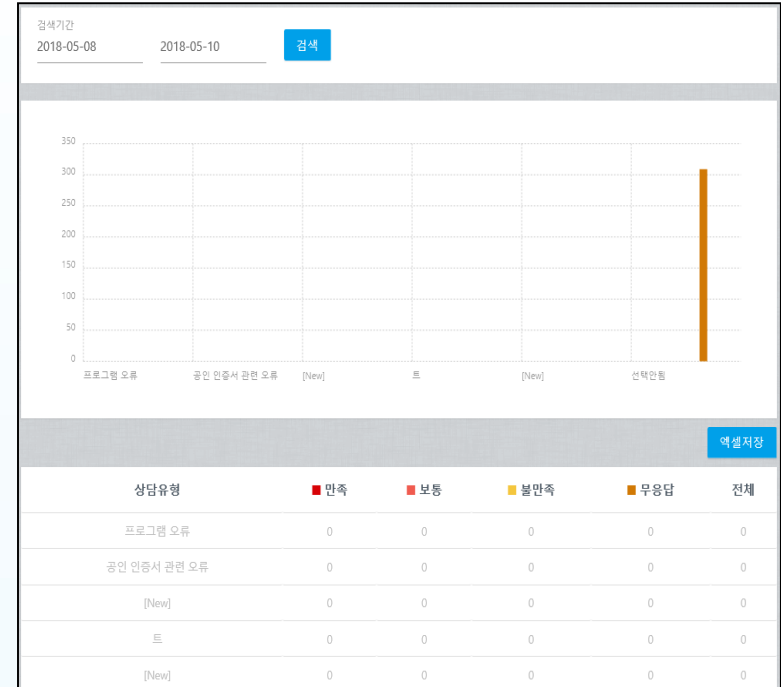 검색기간
2018-05-08 2018-05-10 검색
350
300
250
200
150
100
50
0
프로그램 오류 공인 인증서 관련 오류 [New] 트 [New] 선택안됨
엑셀저장
상담유형 만족 보통 불만족 무응답 전체
프로그램 오류 0 0 0 0 0
공인 인증서 관련 오류 0 0 0 0 0
[New] 0 0 0 0 0
트 0 0 0 0 0
[New] 0 0 0 0 0